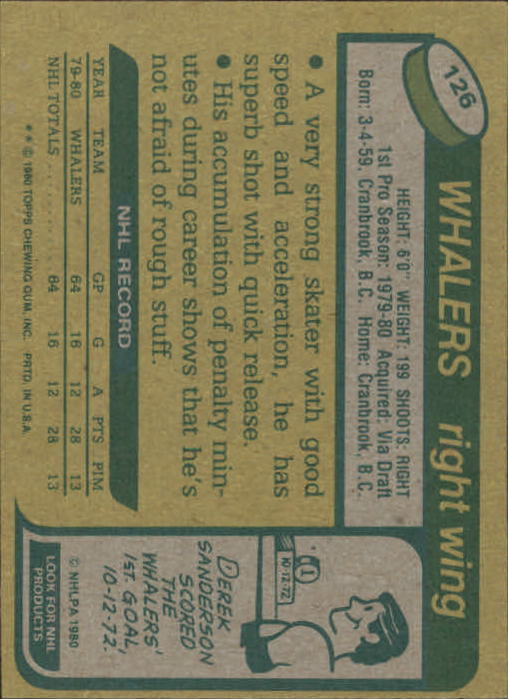 126
WHALERS right wing
HEIGHT: 6'0" WEIGHT: 199 SHOOTS: RIGHT
1st Pro Season: 1979-80 Acquired: Via Draft
Born: 3-4-59, Cranbrook, B.C. Home: Cranbrook, B.C.
• A very strong skater with good
speed and acceleration, he has
superb shot with quick release.
• His accumulation of penalty min-
utes during career shows that he's
not afraid of rough stuff.
NHL RECORD
YEAR TEAM GP G A PTS PIM
79-80 WHALERS 64 16 12 28 13
NHL TOTALS .......... 64 16 12 28 13
** © 1980 TOPPS CHEWING GUM, INC. PRTD. IN U.S.A.
1
10-12-72
DEREK
SANDERSON
SCORED
THE
WHALERS'
1ST. GOAL,
10-12-72.
© NHLPA 1980
LOOK FOR NHL
PRODUCTS